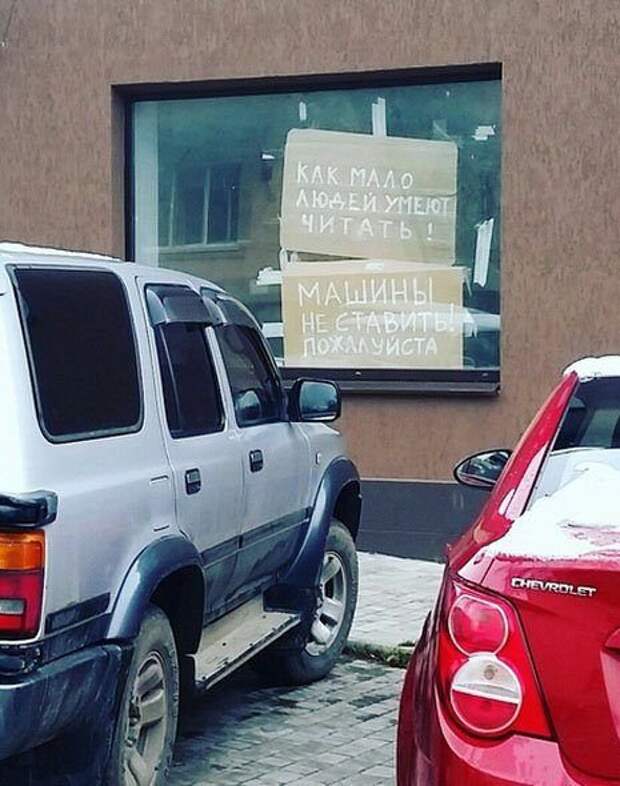 КАК МАЛО
ЛЮДЕЙ УМЕЮТ
ЧИТАТЬ !
МАШИНЫ
НЕ СТАВИТЬ!
ПОЖАЛУЙСТА
CHEVROLET